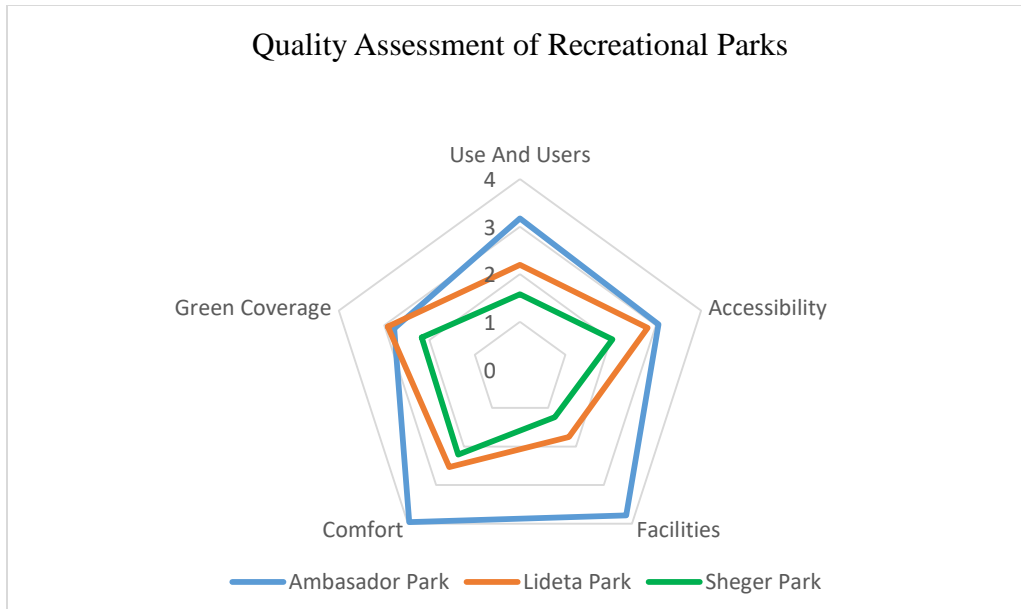 Quality Assessment of Recreational Parks
Use And Users
4
3
2
1
0
Green Coverage
Accessibility
Comfort
Facilities
Ambasador Park
Lideta Park
Sheger Park